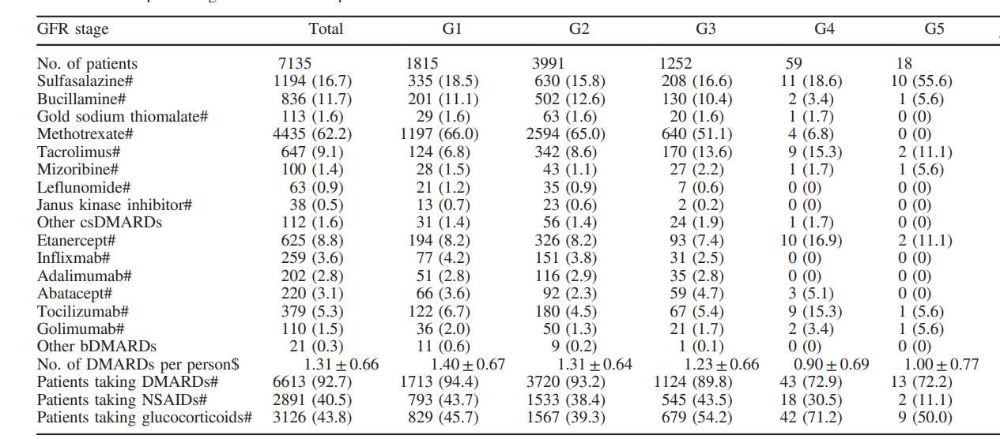 GFR stage Total G1 G2 G3 G4 G5
No. of patients 7135 1815 3991 1252 59 18
Sulfasalazine# 1194 (16.7) 335 (18.5) 630 (15.8) 208 (16.6) 11 (18.6) 10 (55.6)
Bucillamine# 836 (11.7) 201 (11.1) 502 (12.6) 130 (10.4) 2 (3.4) 1 (5.6)
Gold sodium thiomalate# 113 (1.6) 29 (1.6) 63 (1.6) 20 (1.6) 1 (1.7) 0 (0)
Methotrexate# 4435 (62.2) 1197 (66.0) 2594 (65.0) 640 (51.1) 4 (6.8) 0 (0)
Tacrolimus# 647 (9.1) 124 (6.8) 342 (8.6) 170 (13.6) 9 (15.3) 2 (11.1)
Mizoribine# 100 (1.4) 28 (1.5) 43 (1.1) 27 (2.2) 1 (1.7) 1 (5.6)
Leflunomide# 63 (0.9) 21 (1.2) 35 (0.9) 7 (0.6) 0 (0) 0 (0)
Janus kinase inhibitor# 38 (0.5) 13 (0.7) 23 (0.6) 2 (0.2) 0 (0) 0 (0)
Other csDMARDs 112 (1.6) 31 (1.4) 56 (1.4) 24 (1.9) 1 (1.7) 0 (0)
Etanercept# 625 (8.8) 194 (8.2) 326 (8.2) 93 (7.4) 10 (16.9) 2 (11.1)
Inflixmab# 259 (3.6) 77 (4.2) 151 (3.8) 31 (2.5) 0 (0) 0 (0)
Adalimumab# 202 (2.8) 51 (2.8) 116 (2.9) 35 (2.8) 0 (0) 0 (0)
Abatacept# 220 (3.1) 66 (3.6) 92 (2.3) 59 (4.7) 3 (5.1) 0 (0)
Tocilizumab# 379 (5.3) 122 (6.7) 180 (4.5) 67 (5.4) 9 (15.3) 1 (5.6)
Golimumab# 110 (1.5) 36 (2.0) 50 (1.3) 21 (1.7) 2 (3.4) 1 (5.6)
Other bDMARDs 21 (0.3) 11 (0.6) 9 (0.2) 1 (0.1) 0 (0) 0 (0)
No. of DMARDs per person$ 1.31±0.66 1.40±0.67 1.31±0.64 1.23±0.66 0.90±0.69 1.00±0.77
Patients taking DMARDs# 6613 (92.7) 1713 (94.4) 3720 (93.2) 1124 (89.8) 43 (72.9) 13 (72.2)
Patients taking NSAIDs# 2891 (40.5) 793 (43.7) 1533 (38.4) 545 (43.5) 18 (30.5) 2 (11.1)
Patients taking glucocorticoids# 3126 (43.8) 829 (45.7) 1567 (39.3) 679 (54.2) 42 (71.2) 9 (50.0)